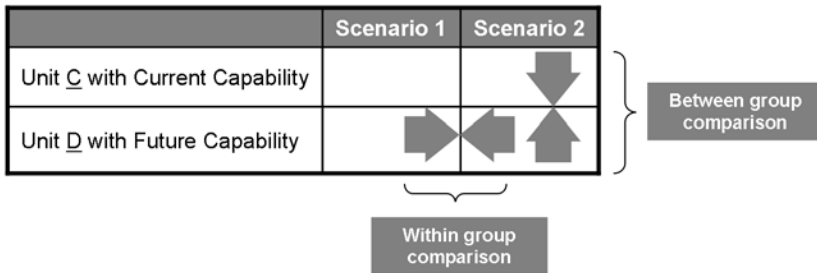 Scenario 1 Scenario 2
Unit C with Current Capability
Unit D with Future Capability
Between group
comparison
Within group
comparison